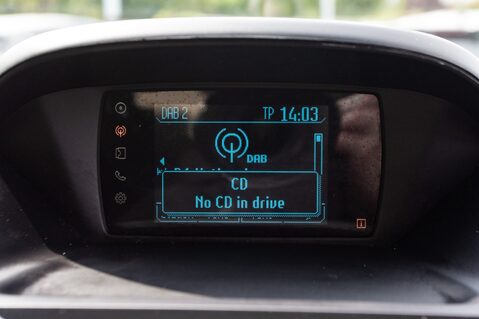 DAB 2 TP 14:03
DAB
CD
No CD in drive